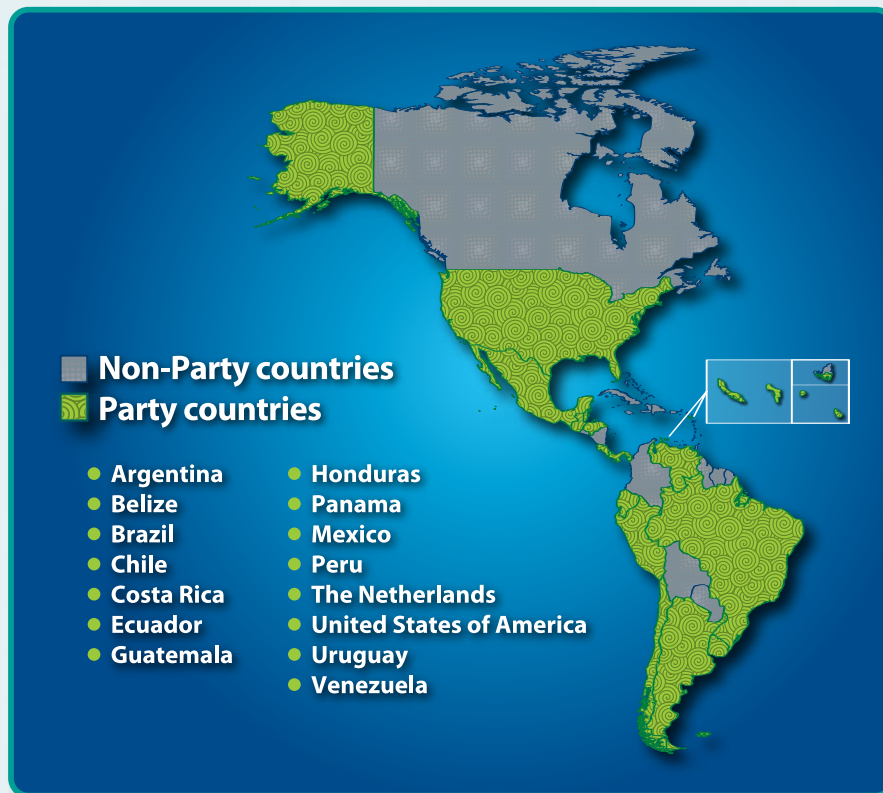 Non-Party countries
Party countries
Argentina
Belize
Brazil
Chile
Costa Rica
Ecuador
Guatemala
Honduras
Panama
Mexico
Peru
The Netherlands
United States of America
Uruguay
Venezuela